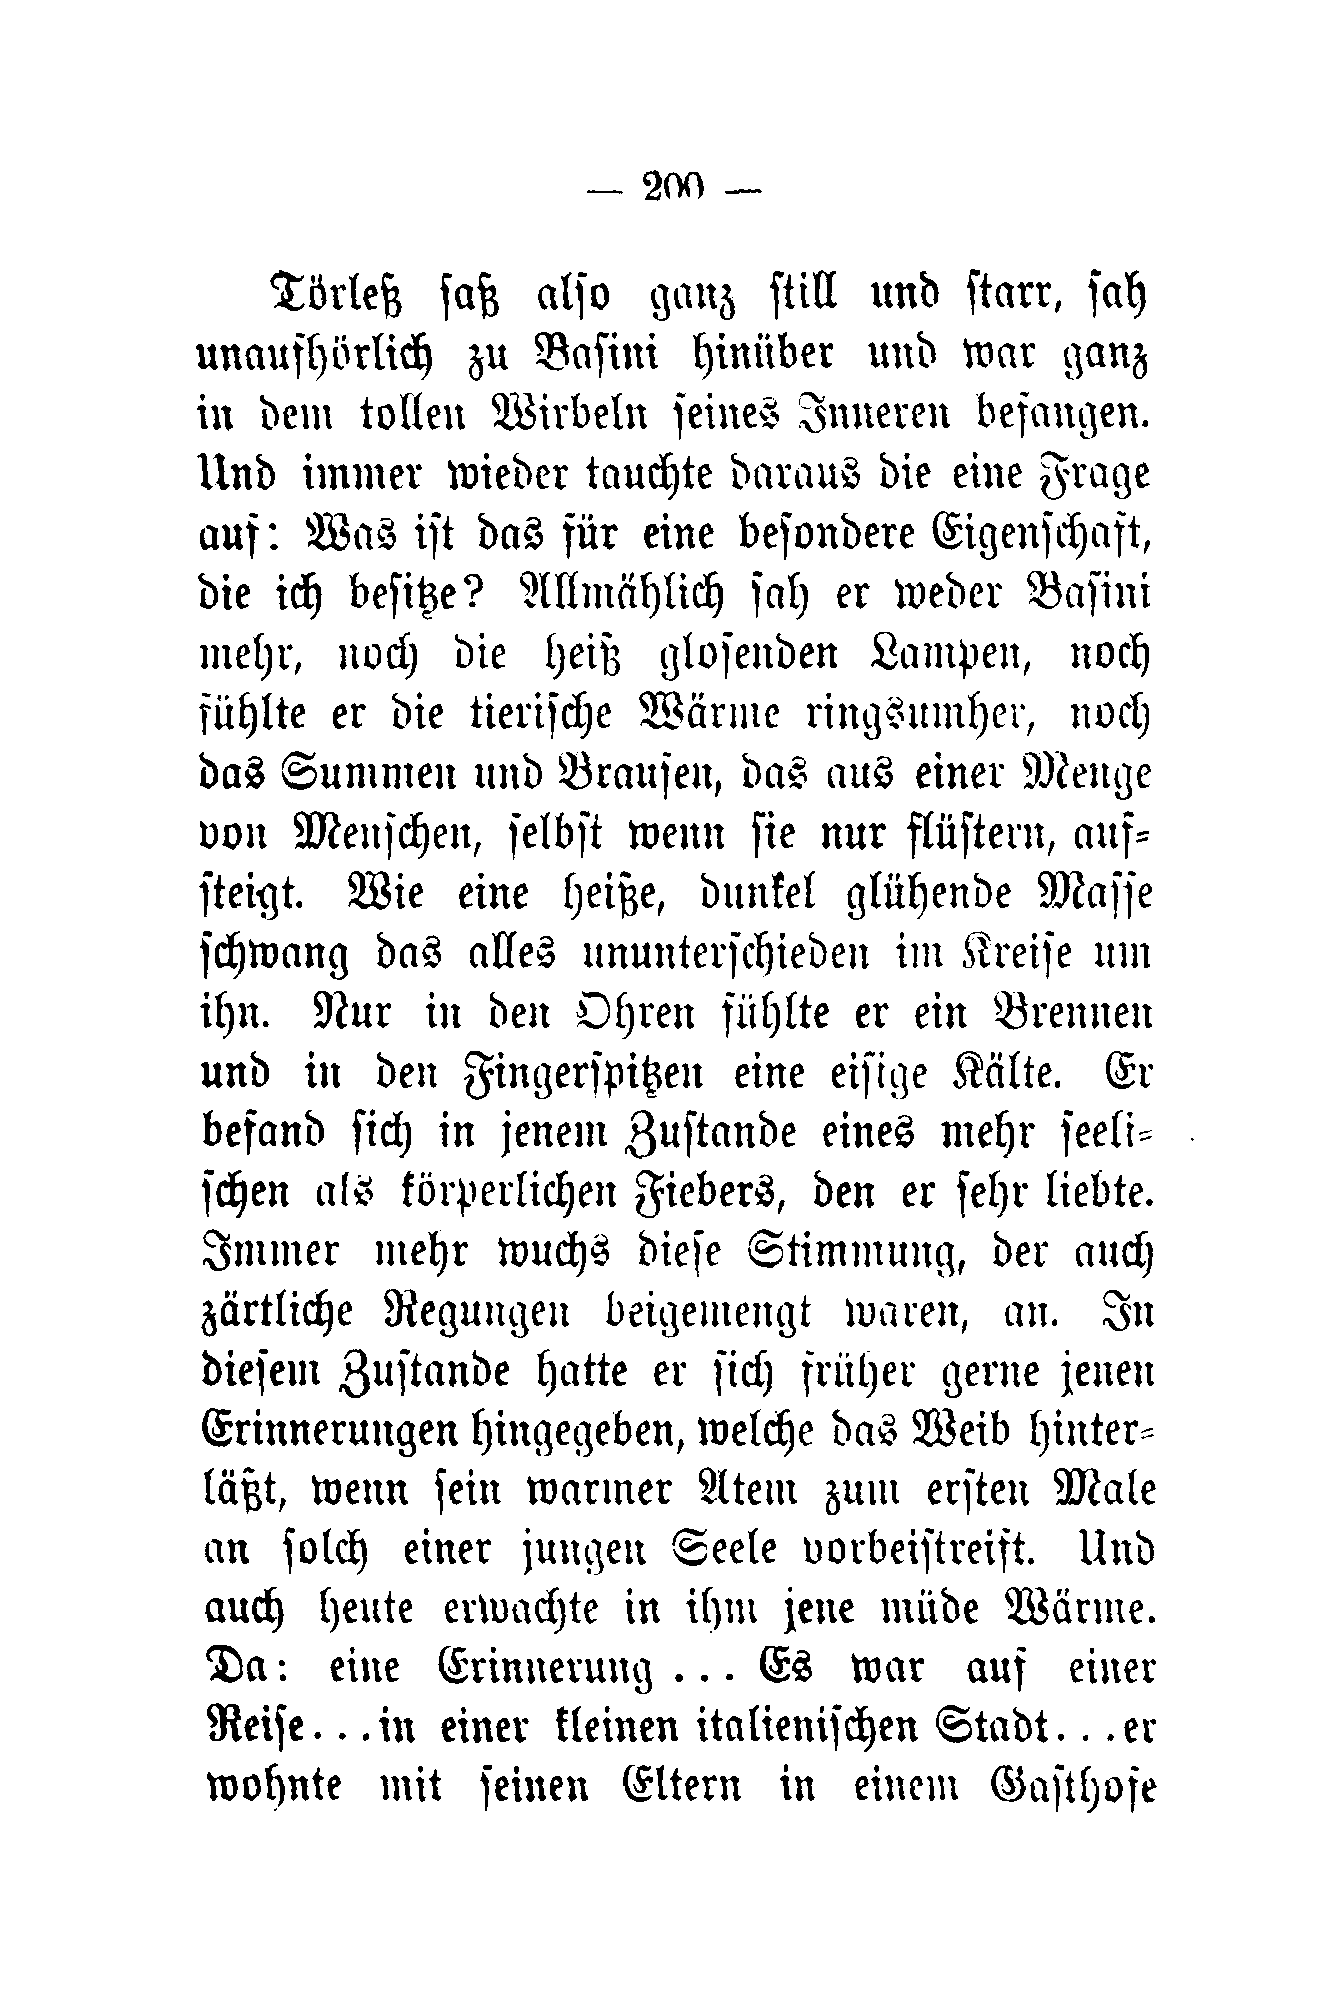 — 200 —
Törleß saß also ganz still und starr, sah
unaufhörlich zu Basini hinüber und war ganz
in dem tollen Wirbeln seines Inneren befangen.
Und immer wieder tauchte daraus die eine Frage
auf: Was ist das für eine besondere Eigenschaft,
die ich besitze? Allmählich sah er weder Basini
mehr, noch die heiß glosenden Lampen, noch
fühlte er die tierische Wärme ringsumher, noch
das Summen und Brausen, das aus einer Menge
von Menschen, selbst wenn sie nur flüstern, auf-
steigt. Wie eine heiße, dunkel glühende Masse
schwang das alles ununterschieden im Kreise um
ihn. Nur in den Ohren fühlte er ein Brennen
und in den Fingerspitzen eine eisige Kälte. Er
befand sich in jenem Zustande eines mehr seeli-
schen als körperlichen Fiebers, den er sehr liebte.
Immer mehr wuchs diese Stimmung, der auch
zärtliche Regungen beigemengt waren, an. In
diesem Zustande hatte er sich früher gerne jenen
Erinnerungen hingegeben, welche das Weib hinter-
läßt, wenn sein warmer Atem zum ersten Male
an solch einer jungen Seele vorbeistreift. Und
auch heute erwachte in ihm jene müde Wärme.
Da: eine Erinnerung ... Es war auf einer
Reise...in einer kleinen italienischen Stadt...er
wohnte mit seinen Eltern in einem Gasthofe